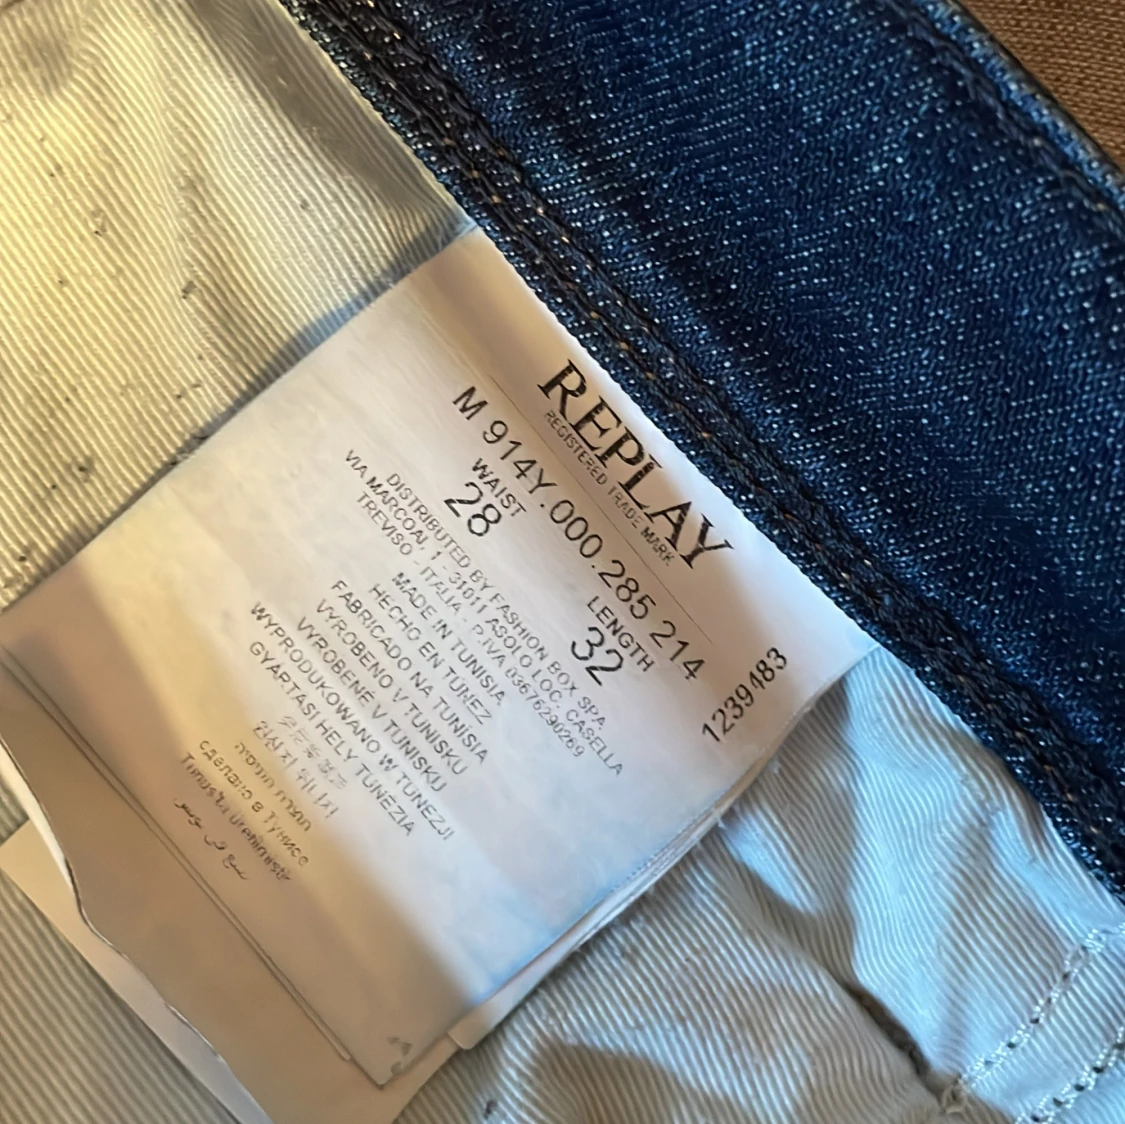 REPLAY
REGISTERED TRADE MARK
M 914Y.000.285 214
WAIST LENGTH
28 32
1239483
DISTRIBUTED BY FASHION BOX SPA
VIA MARCOAI, 1 - 31011 ASOLO LOC. CASELLA
TREVISO - ITALIA - P.IVA 03676290269
MADE IN TUNISIA
HECHO EN TUNEZ
FABRICADO NA TUNÍSIA
VYROBENO V TUNISKU
VYROBENÉ V TUNISKU
WYPRODUKOWANO W TUNEZJI
GYÁRTÁSI HELY TUNÉZIA
сделано в Тунисе